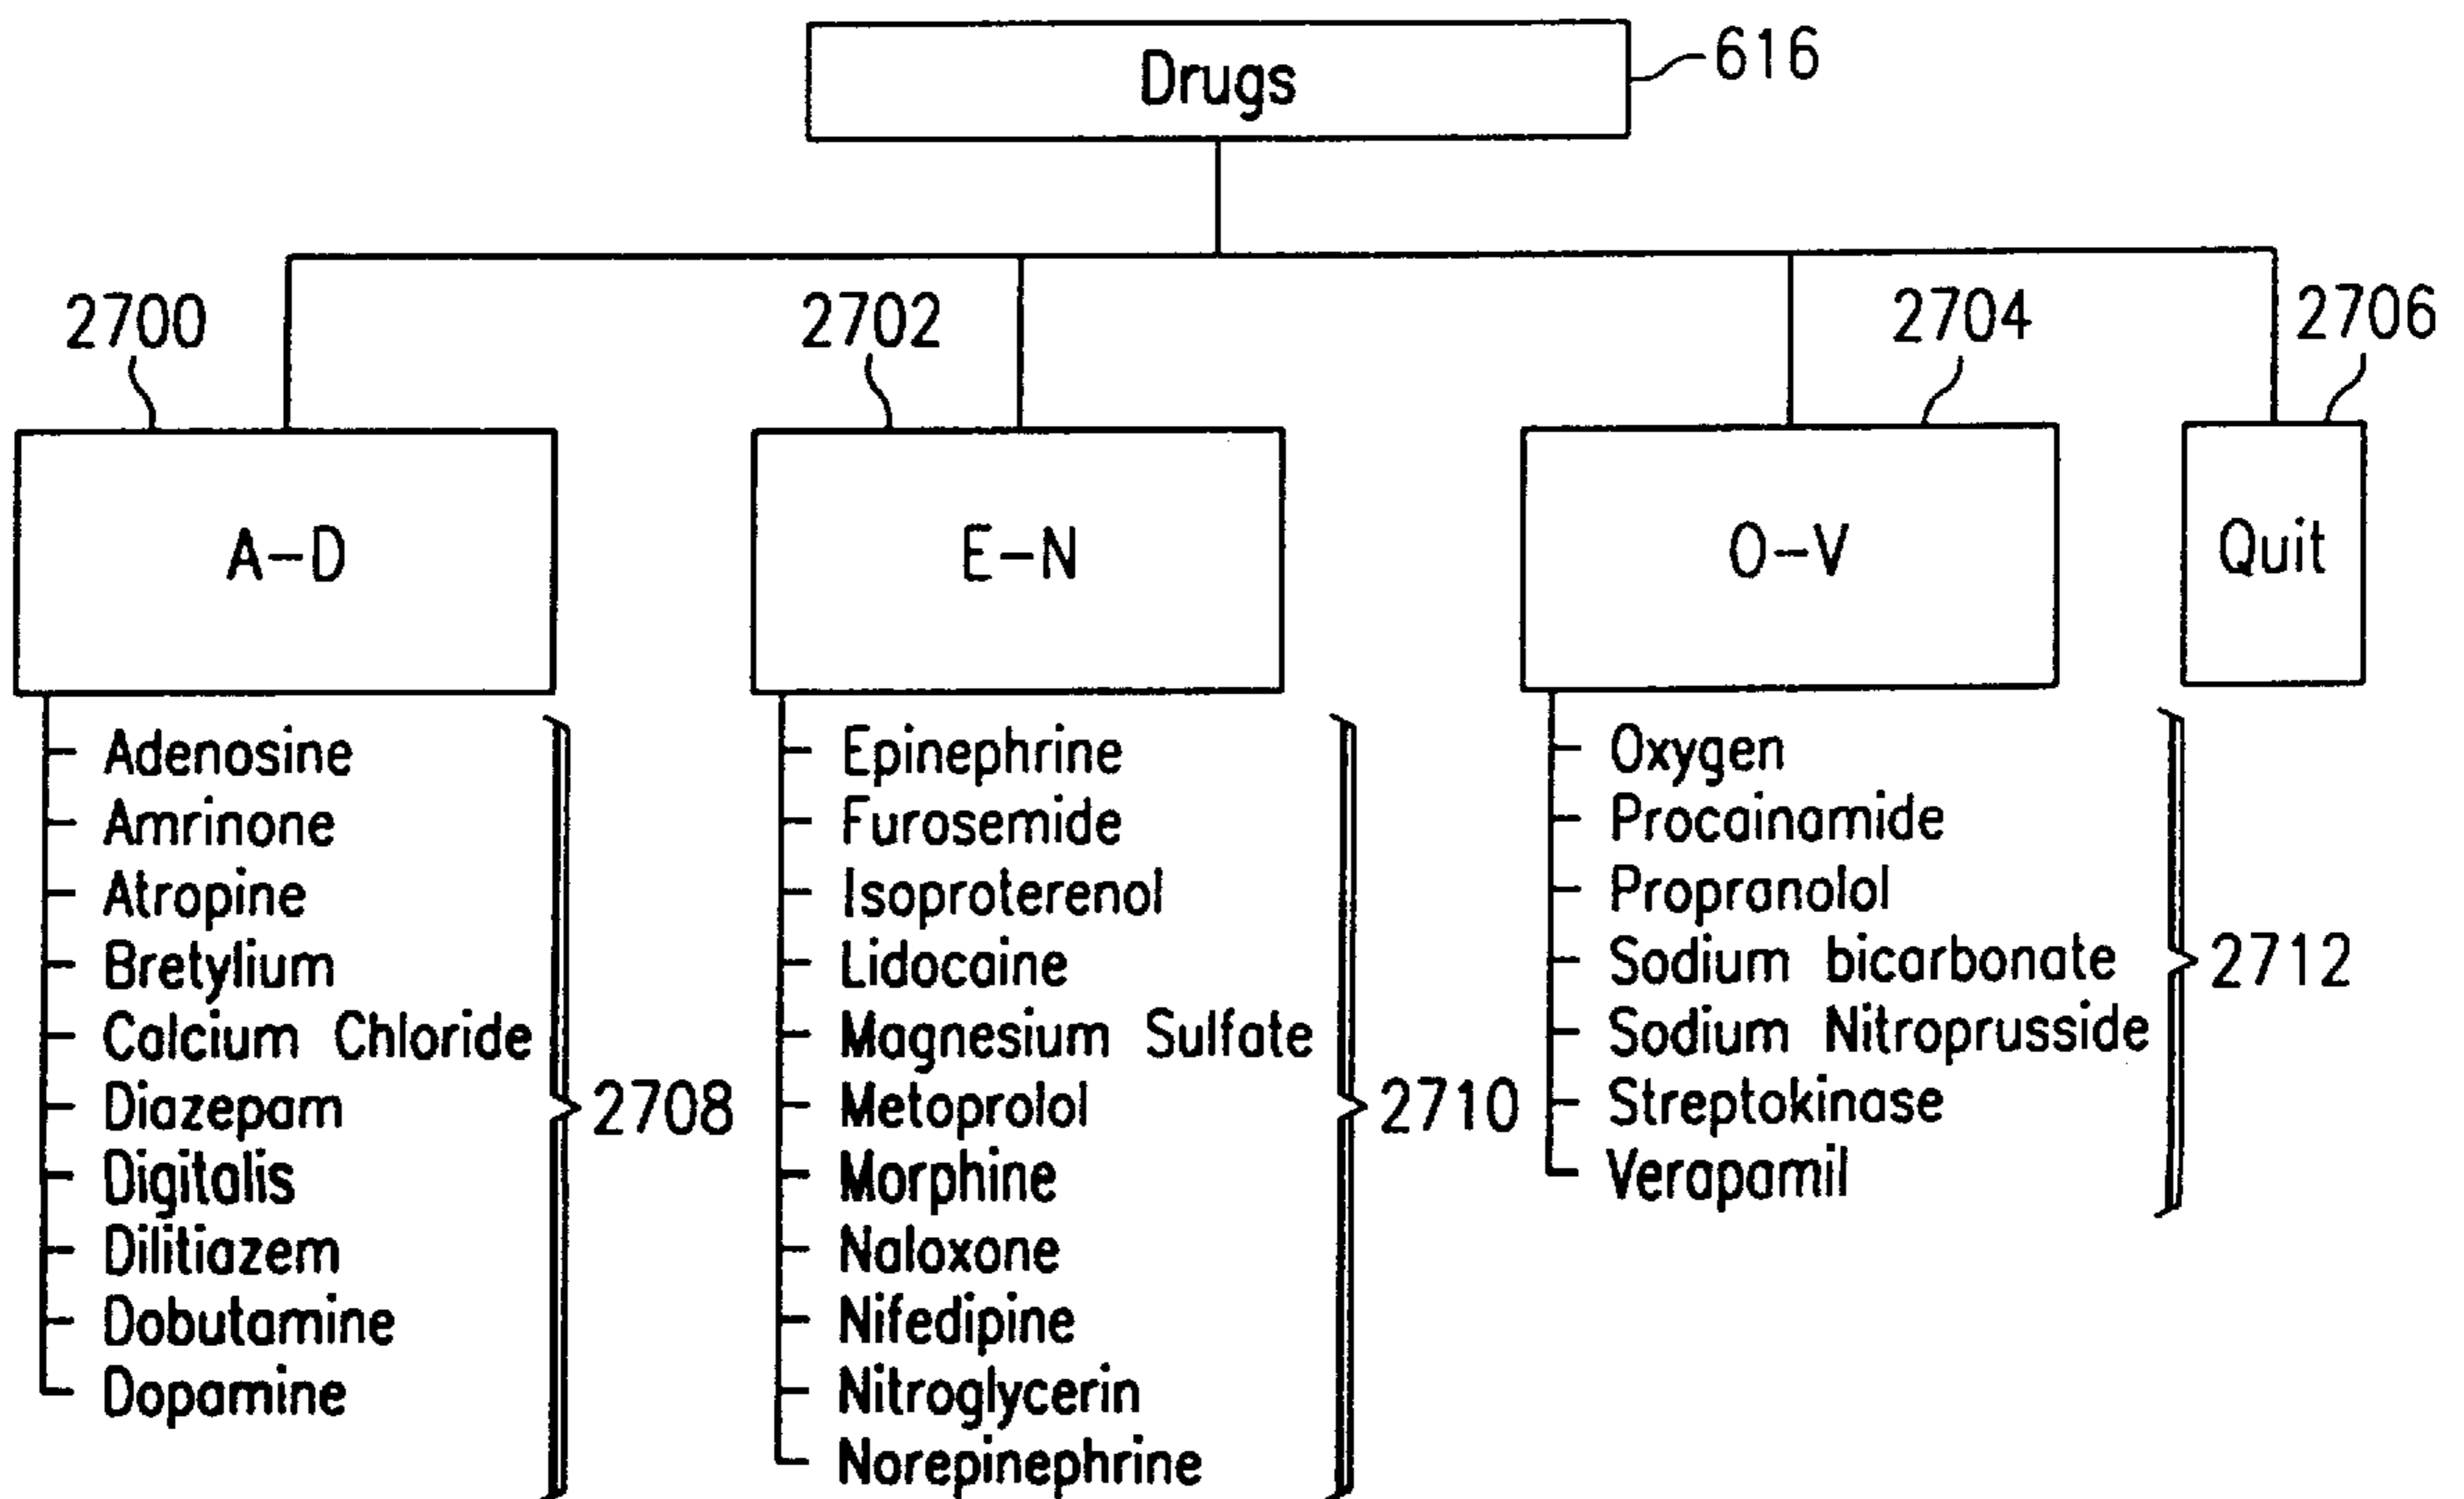 Drugs
616
2700
2702
2704
2706
A-D
E-N
O-V
Quit
Adenosine
Amrinone
Atropine
Bretylium
Calcium Chloride
Diazepam
Digitalis
Dilitiazem
Dobutamine
Dopamine
2708
Epinephrine
Furosemide
Isoproterenol
Lidocaine
Magnesium Sulfate
Metoprolol
Morphine
Naloxone
Nifedipine
Nitroglycerin
Norepinephrine
2710
Oxygen
Procainamide
Propranolol
Sodium bicarbonate
Sodium Nitroprusside
Streptokinase
Verapamil
2712